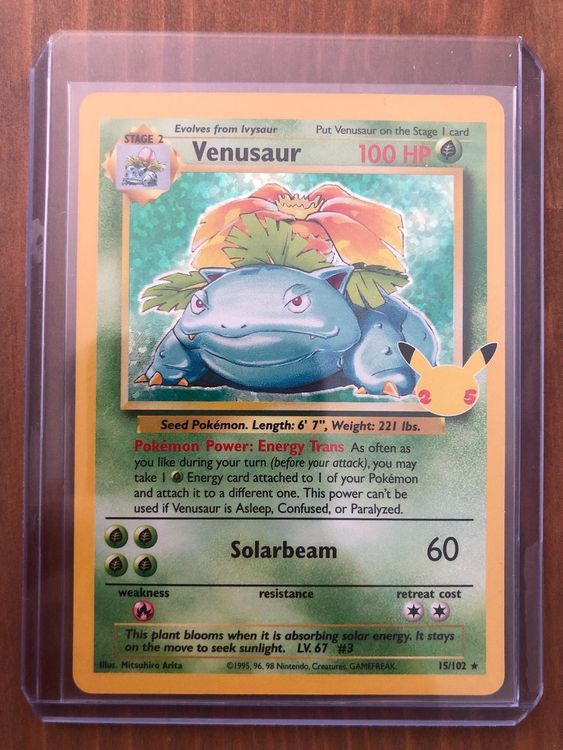 Evolves from Ivysaur
Put Venusaur on the Stage 1 card
STAGE 2
Venusaur
100 HP
25
Seed Pokémon. Length: 6' 7", Weight: 221 lbs.
Pokémon Power: Energy Trans As often as
you like during your turn (before your attack), you may
take 1 Energy card attached to 1 of your Pokémon
and attach it to a different one. This power can't be
used if Venusaur is Asleep, Confused, or Paralyzed.
Solarbeam 60
weakness resistance retreat cost
This plant blooms when it is absorbing solar energy. It stays
on the move to seek sunlight. LV. 67 #3
Illus. Mitsuhiro Arita ©1995, 96, 98 Nintendo, Creatures, GAMEFREAK. 15/102 ★